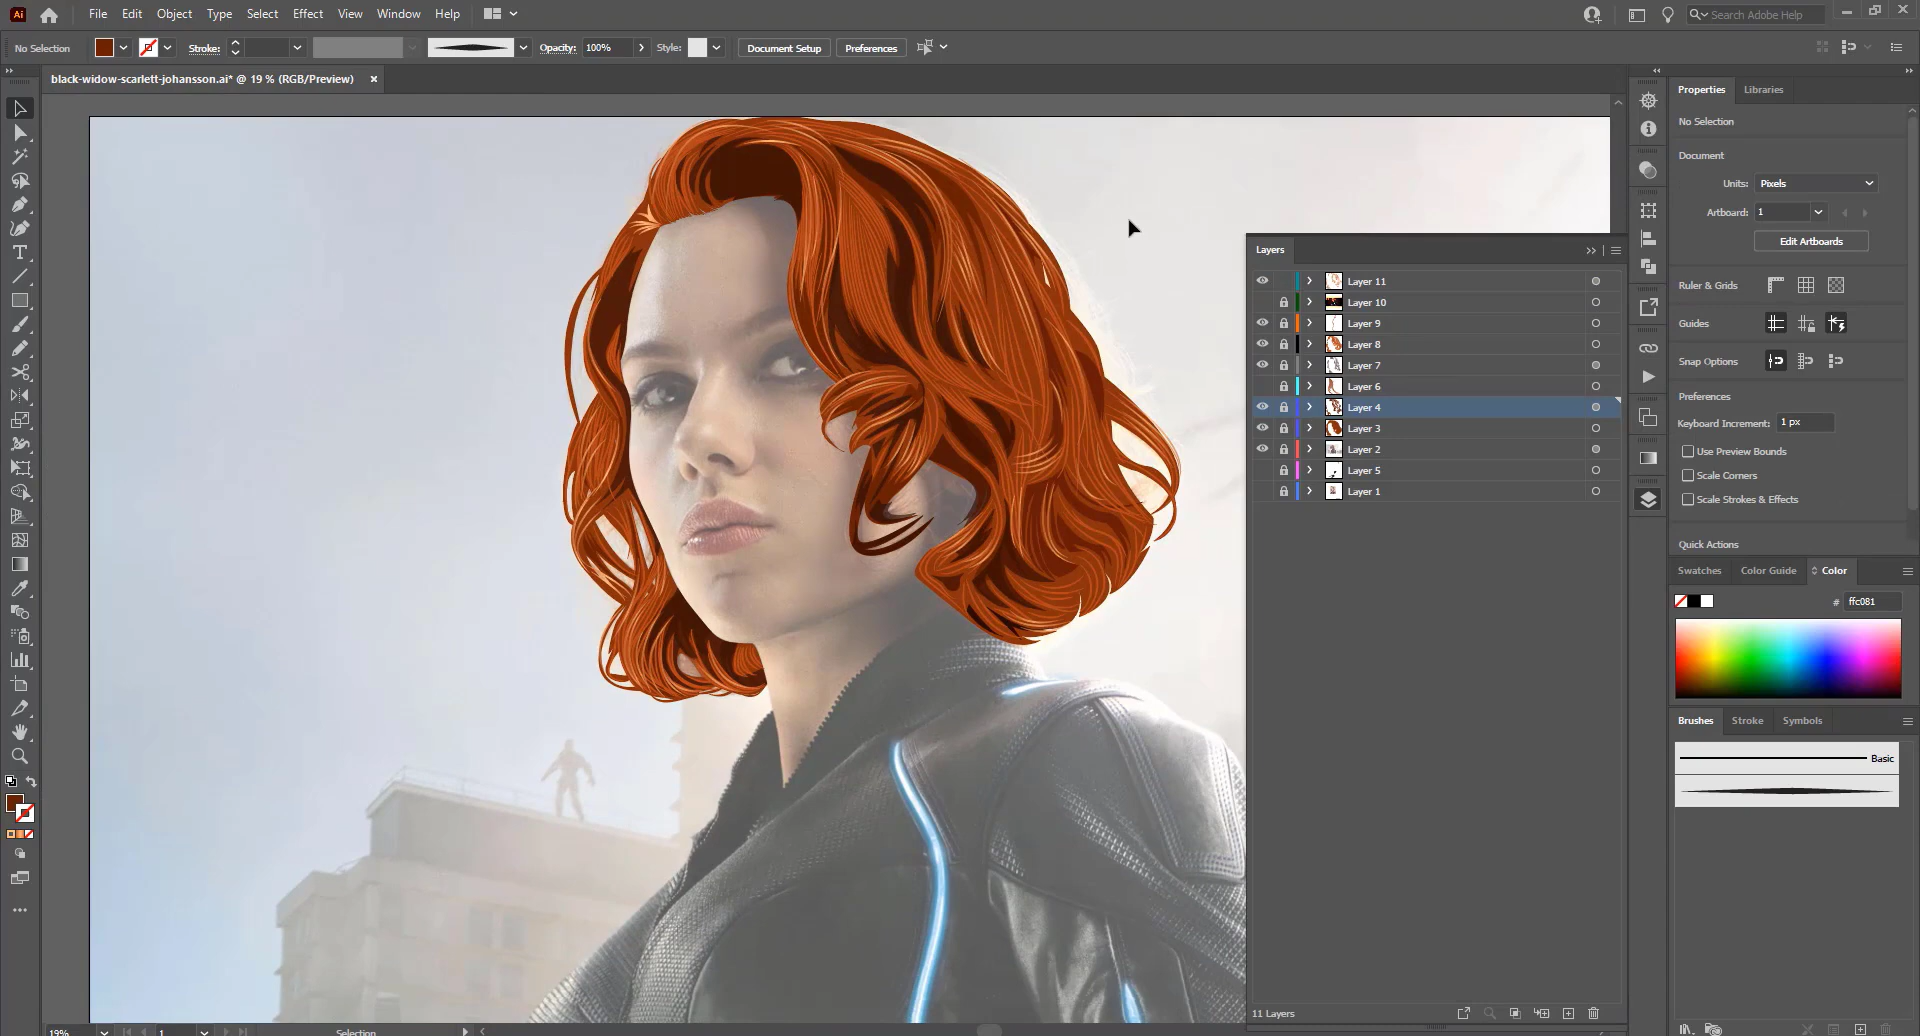 Ai File Edit Object Type Select Effect View Window Help Search Adobe Help
No Selection Stroke: Opacity: 100% Style: Document Setup Preferences
black-widow-scarlett-johansson.ai* @ 19 % (RGB/Preview) ×
Properties Libraries
No Selection
Document
Units: Pixels
Artboard: 1
Edit Artboards
Ruler & Grids
Guides
Snap Options
Preferences
Keyboard Increment: 1 px
Use Preview Bounds
Scale Corners
Scale Strokes & Effects
Quick Actions
Layers
Layer 11
Layer 10
Layer 9
Layer 8
Layer 7
Layer 6
Layer 4
Layer 3
Layer 2
Layer 5
Layer 1
11 Layers
Swatches Color Guide Color
# ffc081
Brushes Stroke Symbols
Basic
19% 1 Selection